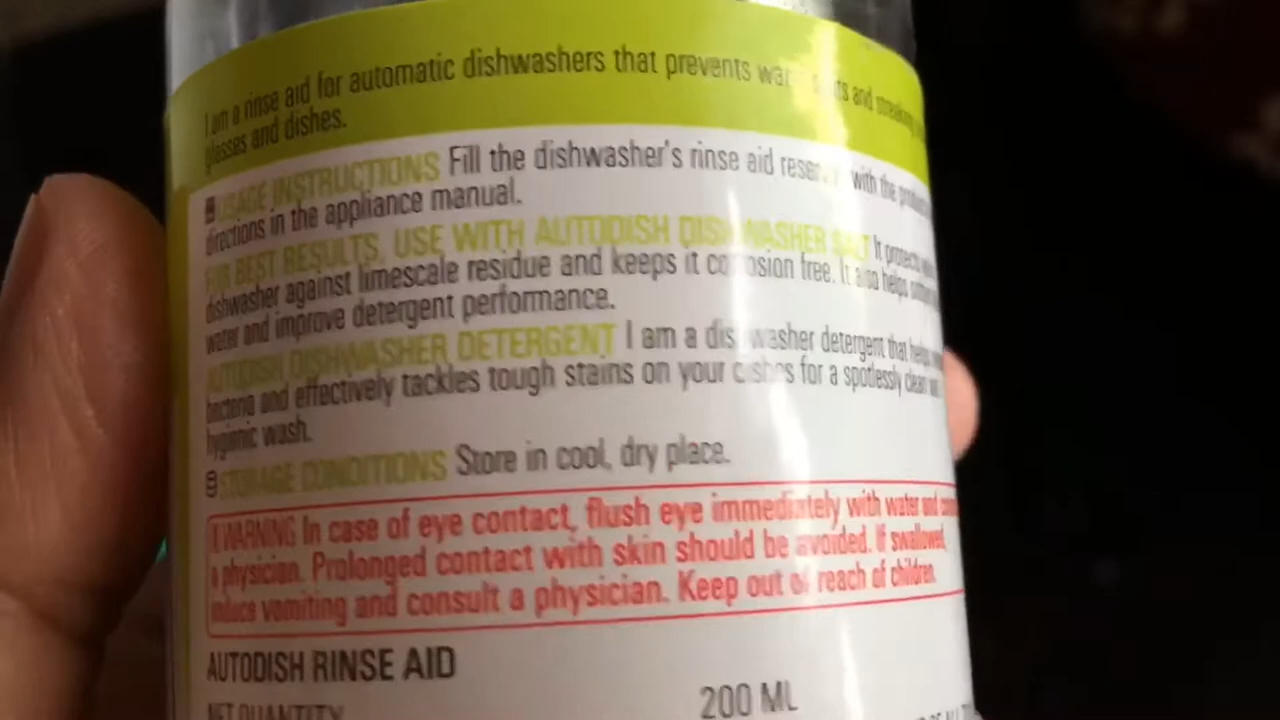 I am a rinse aid for automatic dishwashers that prevents and streaking
glasses and dishes.
USAGE INSTRUCTIONS Fill the dishwasher's rinse aid with the
directions in the appliance manual.
FOR BEST RESULTS, USE WITH AUTODISH DISHWASHER SALT It protects
dishwasher against limescale residue and keeps it corrosion free. It also helps
water and improve detergent performance.
AUTODISH DISHWASHER DETERGENT I am a dishwasher detergent that
bacteria and effectively tackles tough stains on your dishes for a spotlessly clean
hygienic wash.
STORAGE CONDITIONS Store in cool, dry place.
WARNING In case of eye contact, flush eye immediately with water and
a physician. Prolonged contact with skin should be avoided. If swallowed,
induce vomiting and consult a physician. Keep out of reach of children.
AUTODISH RINSE AID
NET QUANTITY 200 ML